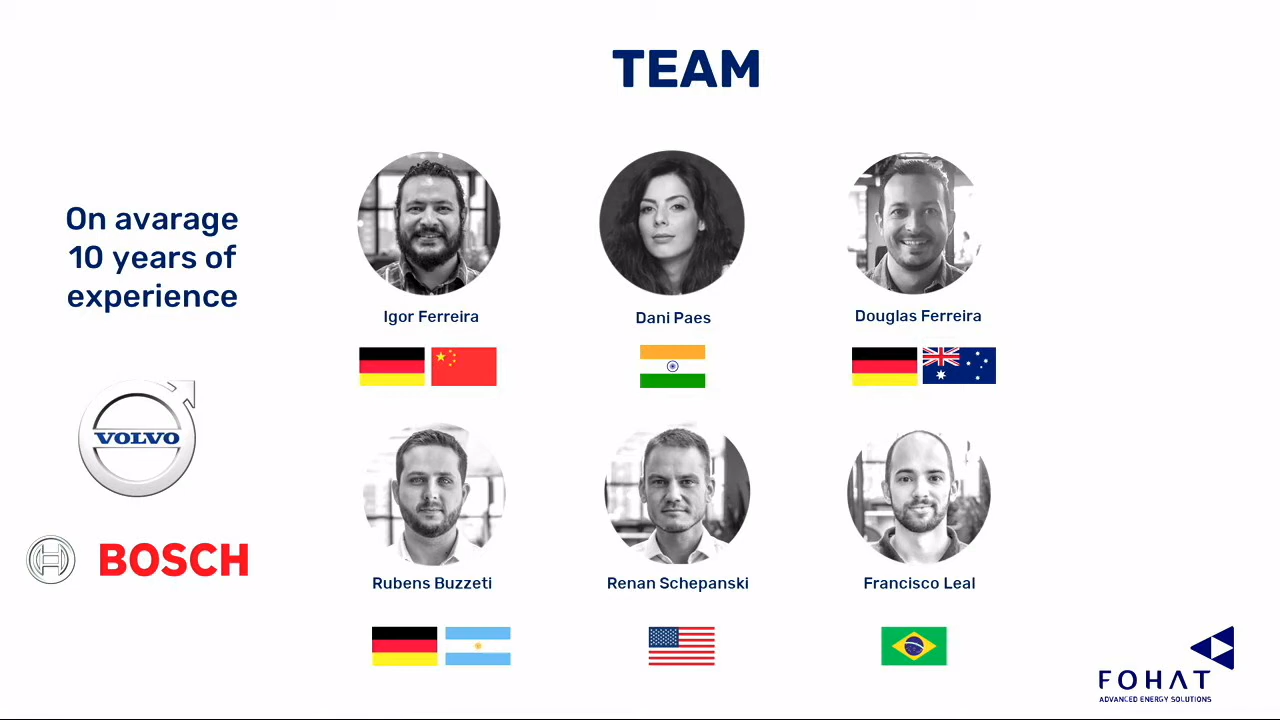 TEAM
On avarage
10 years of
experience
Igor Ferreira
Dani Paes
Douglas Ferreira
VOLVO
BOSCH
Rubens Buzzeti
Renan Schepanski
Francisco Leal
FOHAT
ADVANCED ENERGY SOLUTIONS